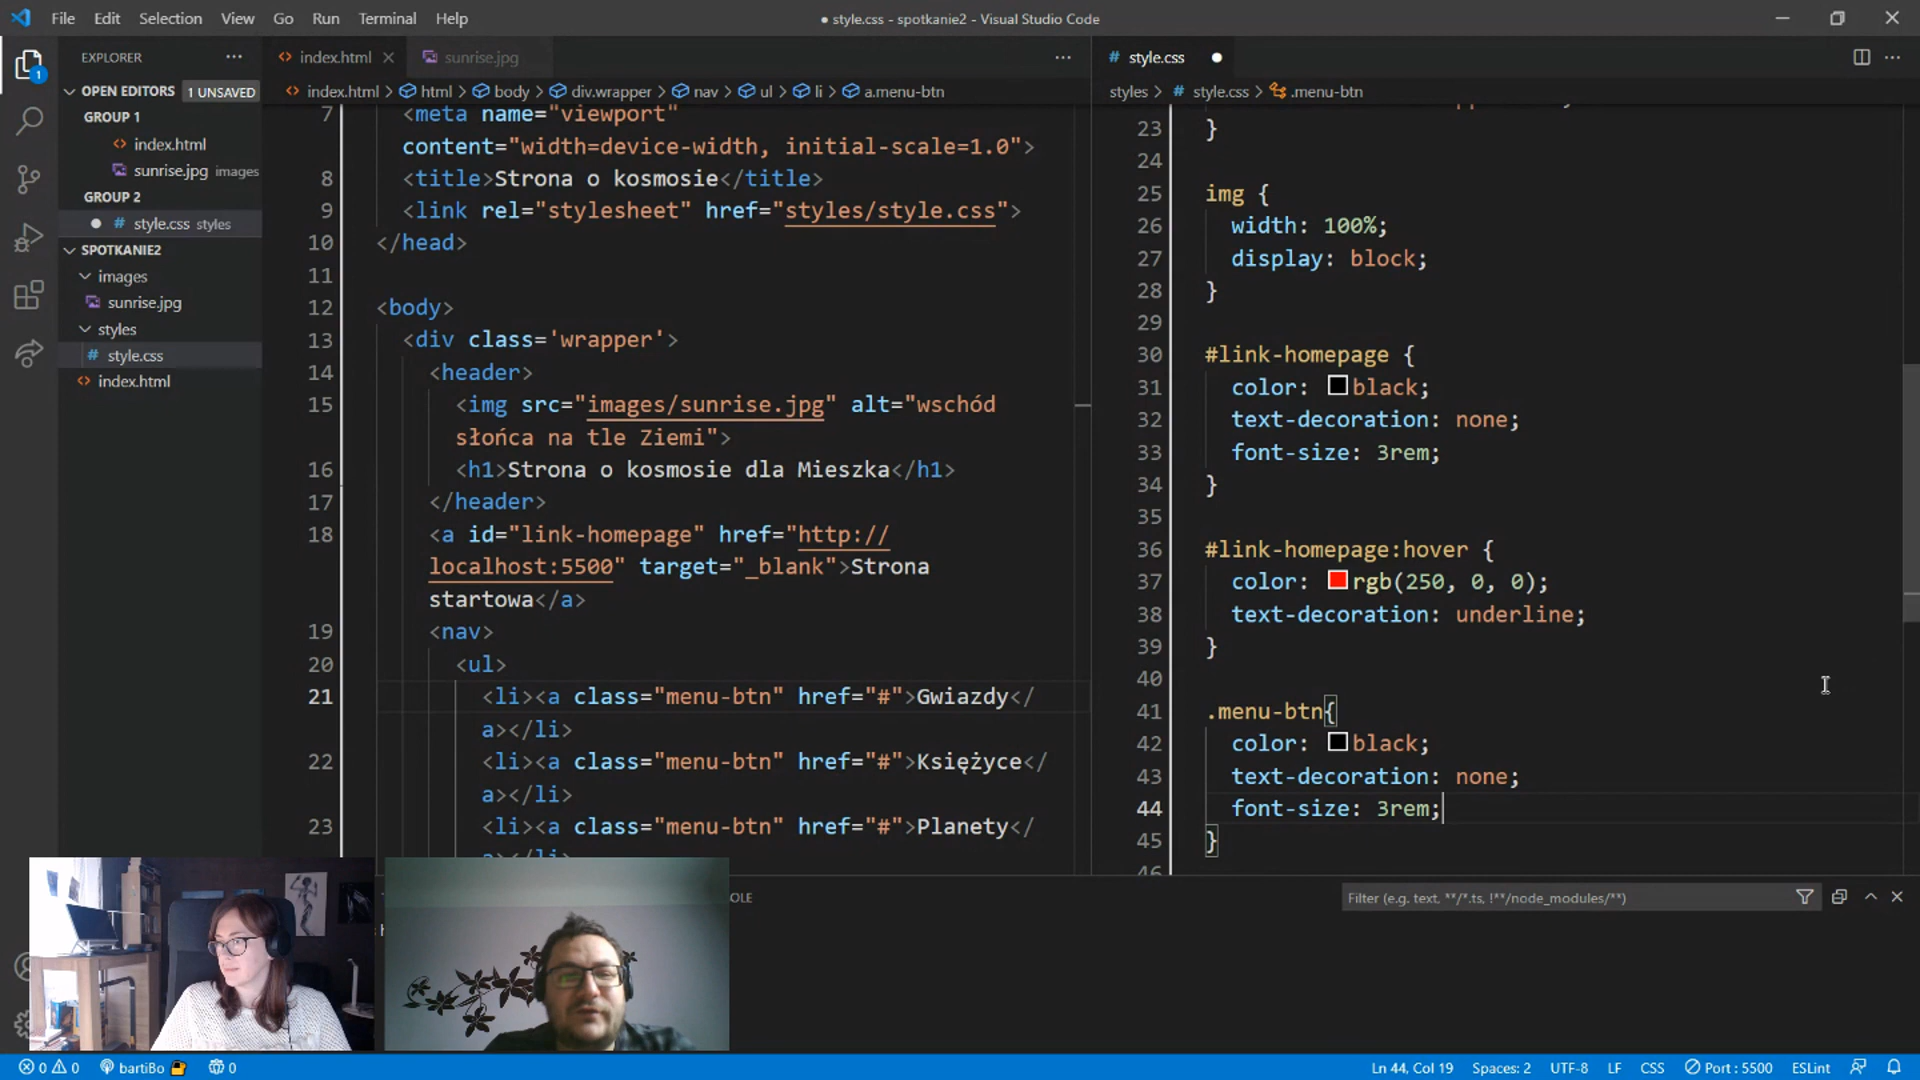 File Edit Selection View Go Run Terminal Help
● style.css - spotkanie2 - Visual Studio Code
EXPLORER
OPEN EDITORS 1 UNSAVED
GROUP 1
index.html
sunrise.jpg images
GROUP 2
# style.css styles
SPOTKANIE2
images
sunrise.jpg
styles
# style.css
index.html
1
index.html
sunrise.jpg
index.html > html > body > div.wrapper > nav > ul > li > a.menu-btn
7 <meta name="viewport"
content="width=device-width, initial-scale=1.0">
8 <title>Strona o kosmosie</title>
9 <link rel="stylesheet" href="styles/style.css">
10 </head>
11
12 <body>
13 <div class='wrapper'>
14 <header>
15 <img src="images/sunrise.jpg" alt="wschód
słońca na tle Ziemi">
16 <h1>Strona o kosmosie dla Mieszka</h1>
17 </header>
18 <a id="link-homepage" href="http://
localhost:5500" target="_blank">Strona
startowa</a>
19 <nav>
20 <ul>
21 <li><a class="menu-btn" href="#">Gwiazdy</
a></li>
22 <li><a class="menu-btn" href="#">Księżyce</
a></li>
23 <li><a class="menu-btn" href="#">Planety</
# style.css ●
styles > # style.css > .menu-btn
23 }
24
25 img {
26 width: 100%;
27 display: block;
28 }
29
30 #link-homepage {
31 color: black;
32 text-decoration: none;
33 font-size: 3rem;
34 }
35
36 #link-homepage:hover {
37 color: rgb(250, 0, 0);
38 text-decoration: underline;
39 }
40
41 .menu-btn{
42 color: black;
43 text-decoration: none;
44 font-size: 3rem;
45 }
46
OLE
Filter (e.g. text, **/*.ts, !**/node_modules/**)
0 0 bartiBo 0
Ln 44, Col 19 Spaces: 2 UTF-8 LF CSS Port : 5500 ESLint